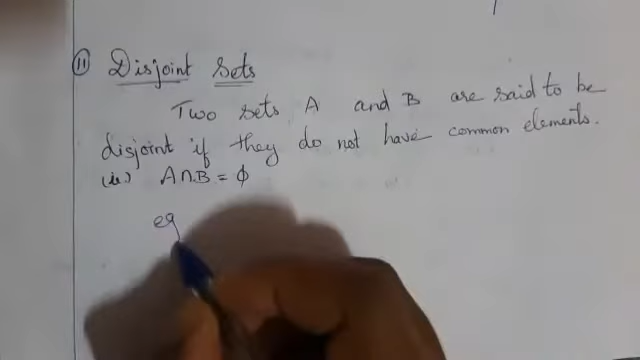 11 Disjoint Sets
Two sets A and B are said to be
disjoint if they do not have common elements.
(ie) A∩B = ϕ
eg